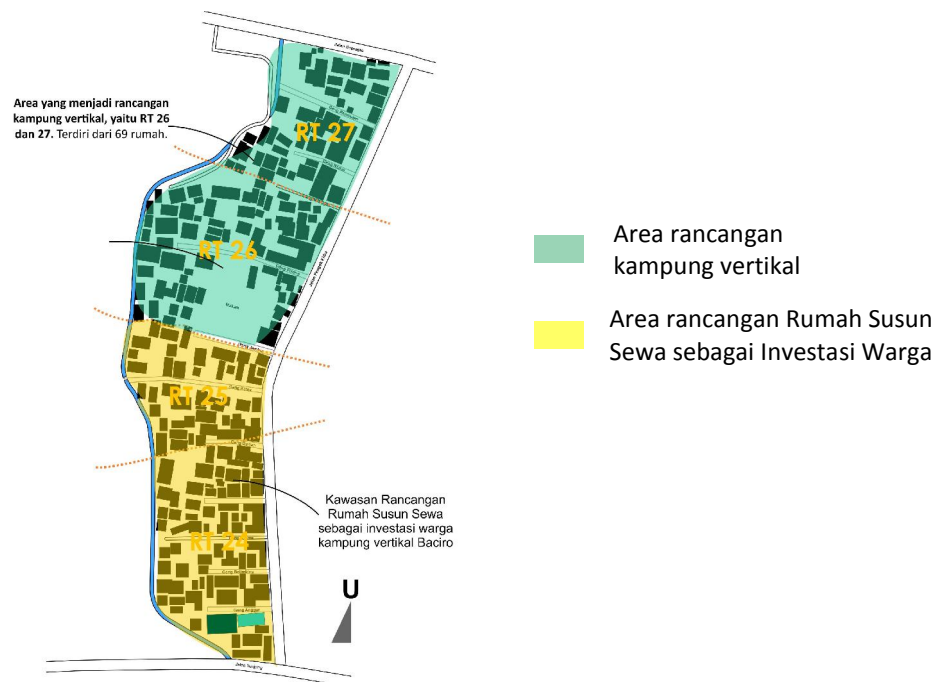 Area yang menjadi rancangan
kampung vertikal, yaitu RT 26
dan 27. Terdiri dari 69 rumah.
RT 27
RT 26
Makam
RT 25
RT 24
Kawasan Rancangan
Rumah Susun Sewa
sebagai investasi warga
kampung vertikal Baciro
U
Area rancangan
kampung vertikal
Area rancangan Rumah Susun
Sewa sebagai Investasi Warga